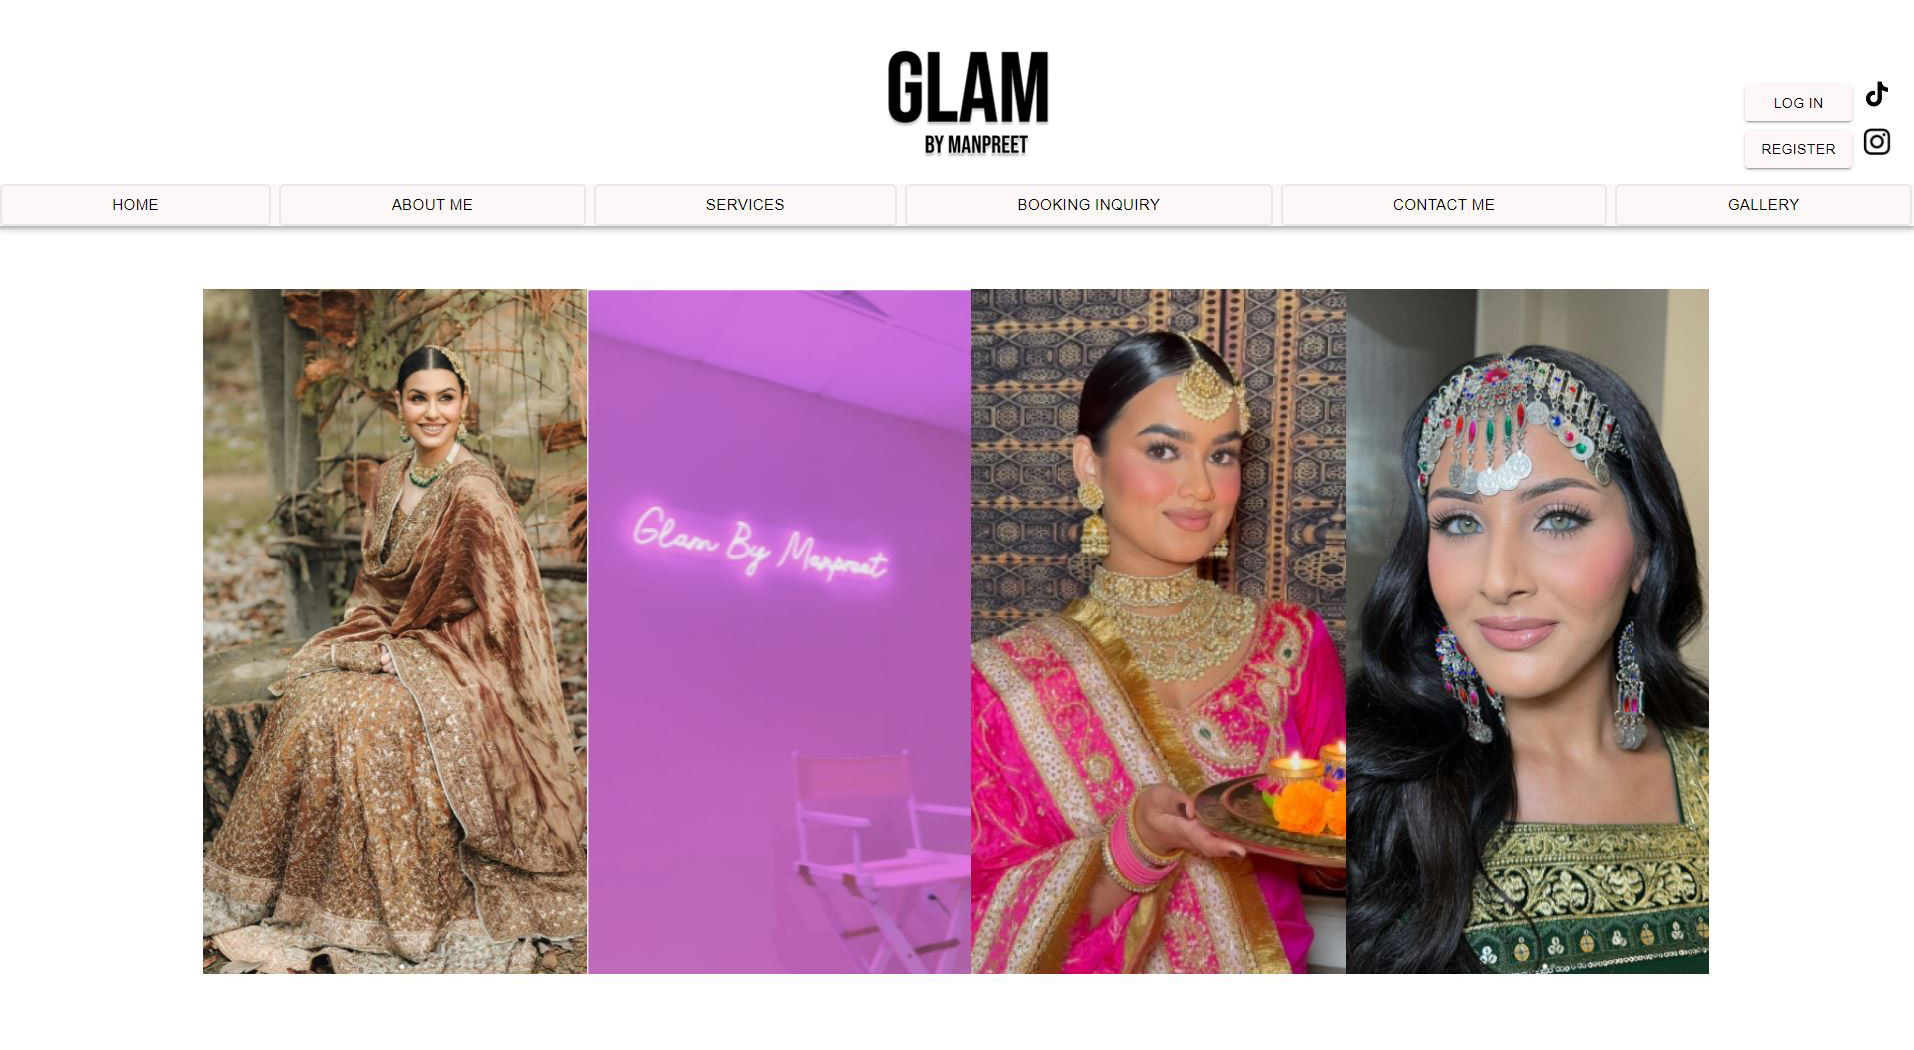 GLAM
BY MANPREET
LOG IN
REGISTER
HOME
ABOUT ME
SERVICES
BOOKING INQUIRY
CONTACT ME
GALLERY
Glam By Manpreet